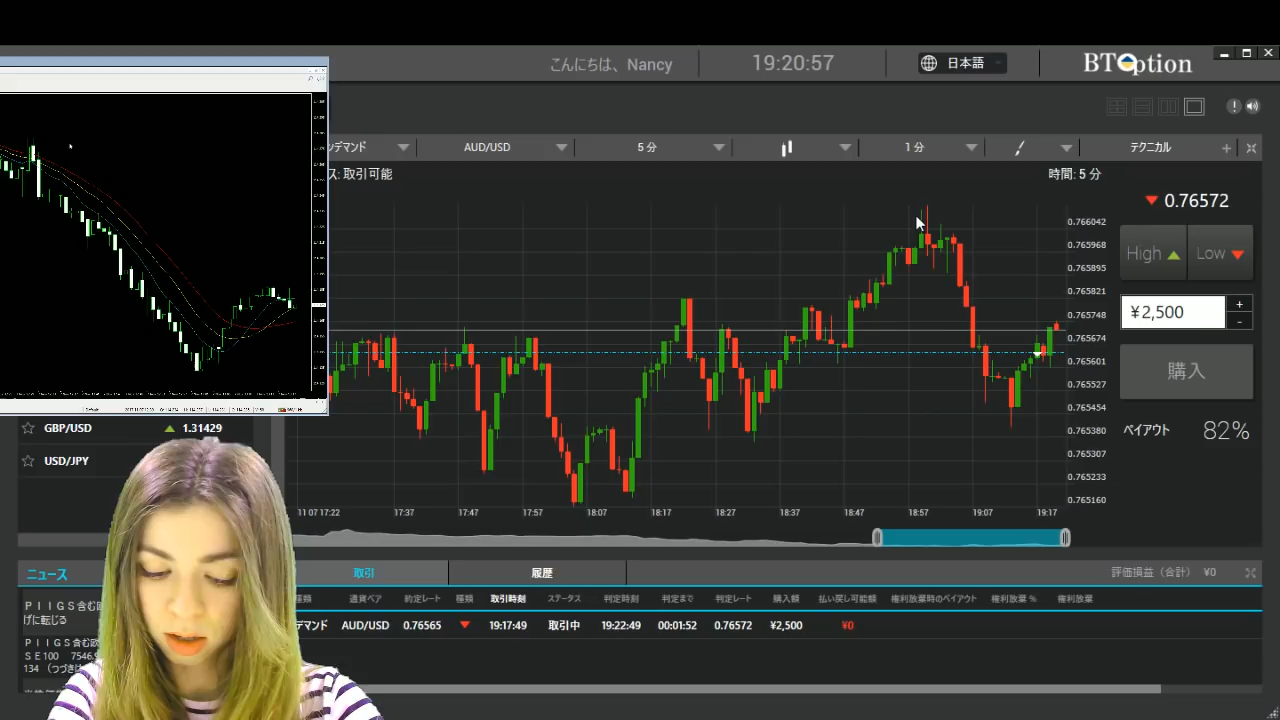 こんにちは、Nancy
19:20:57
日本語
BTOption
ンデマンド
AUD/USD
5 分
1 分
テクニカル
ス: 取引可能
時間: 5 分
0.76572
High
Low
¥2,500
+
-
購入
ペイアウト
82%
0.766042
0.765968
0.765895
0.765821
0.765748
0.765674
0.765601
0.765527
0.765454
0.765380
0.765307
0.765233
0.765160
11 07 17:22
17:37
17:47
17:57
18:07
18:17
18:27
18:37
18:47
18:57
19:07
19:17
GBP/USD
1.31429
USD/JPY
ニュース
取引
履歴
評価損益（合計） ¥0
種類
通貨ペア
約定レート
種類
取引時刻
ステータス
判定時刻
判定まで
判定レート
購入額
払い戻し可能額
権利放棄時のペイアウト
権利放棄 %
権利放棄
デマンド
AUD/USD
0.76565
19:17:49
取引中
19:22:49
00:01:52
0.76572
¥2,500
¥0
ＰＩＩＧＳ含む
げに転じる
ＰＩＩＧＳ含む
ＳＥ100 7546.
134 （つづき